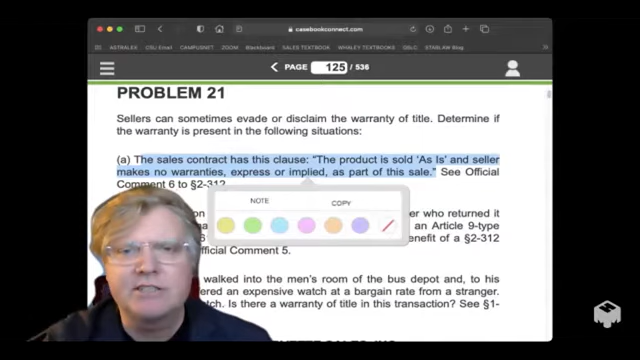 casebookconnect.com
ASTRALEX CSU Email CAMPUSNET ZOOM Blackboard SALES TEXTBOOK WHALEY TEXTBOOK QSLC STARLAW Blog
PAGE 125 / 536
PROBLEM 21
Sellers can sometimes evade or disclaim the warranty of title. Determine if
the warranty is present in the following situations:
(a) The sales contract has this clause: “The product is sold ‘As Is’ and seller
makes no warranties, express or implied, as part of this sale.” See Official
Comment 6 to §2-312.
NOTE COPY
on er who returned it
an Article 9-type
6 enefit of a §2-312
fficial Comment 5.
walked into the men's room of the bus depot and, to his
ered an expensive watch at a bargain rate from a stranger.
tch. Is there a warranty of title in this transaction? See §1-